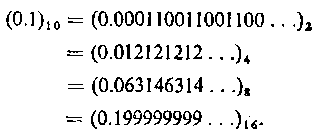 (0.1)₁₀ = (0.000110011001100 . . .)₂
= (0.012121212 . . .)₄
= (0.063146314 . . .)₈
= (0.199999999 . . .)₁₆.